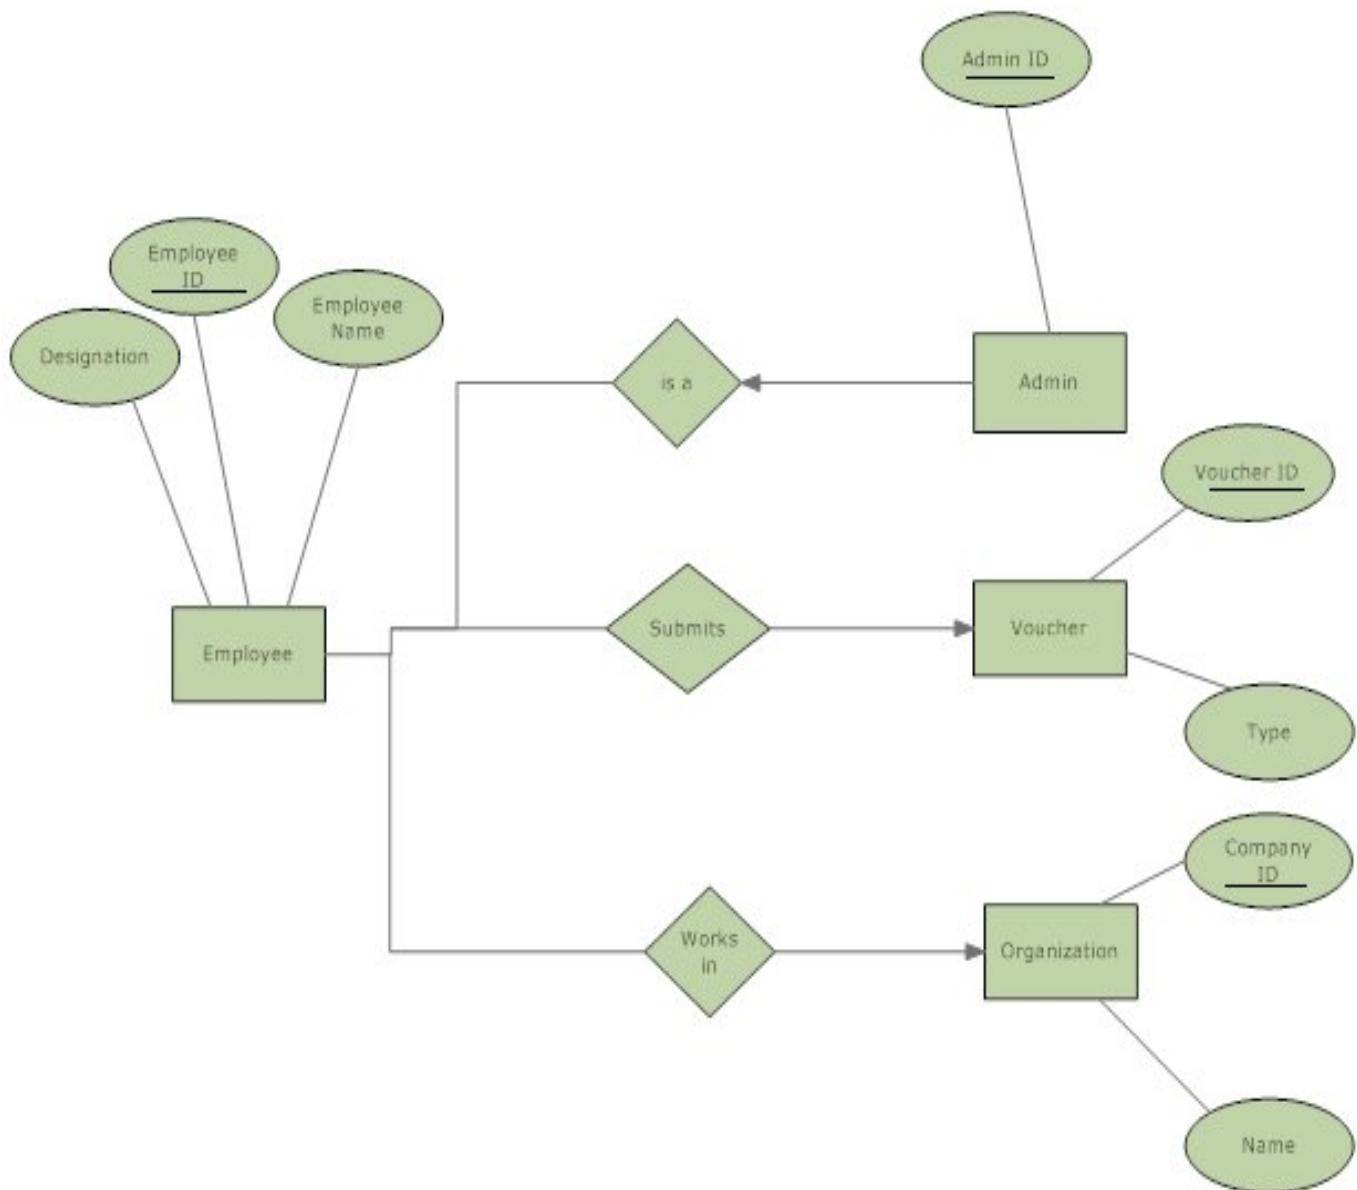 Admin ID
Employee
ID
Employee
Name
Designation
is a
Admin
Voucher ID
Employee
Submits
Voucher
Type
Company
ID
Works
in
Organization
Name